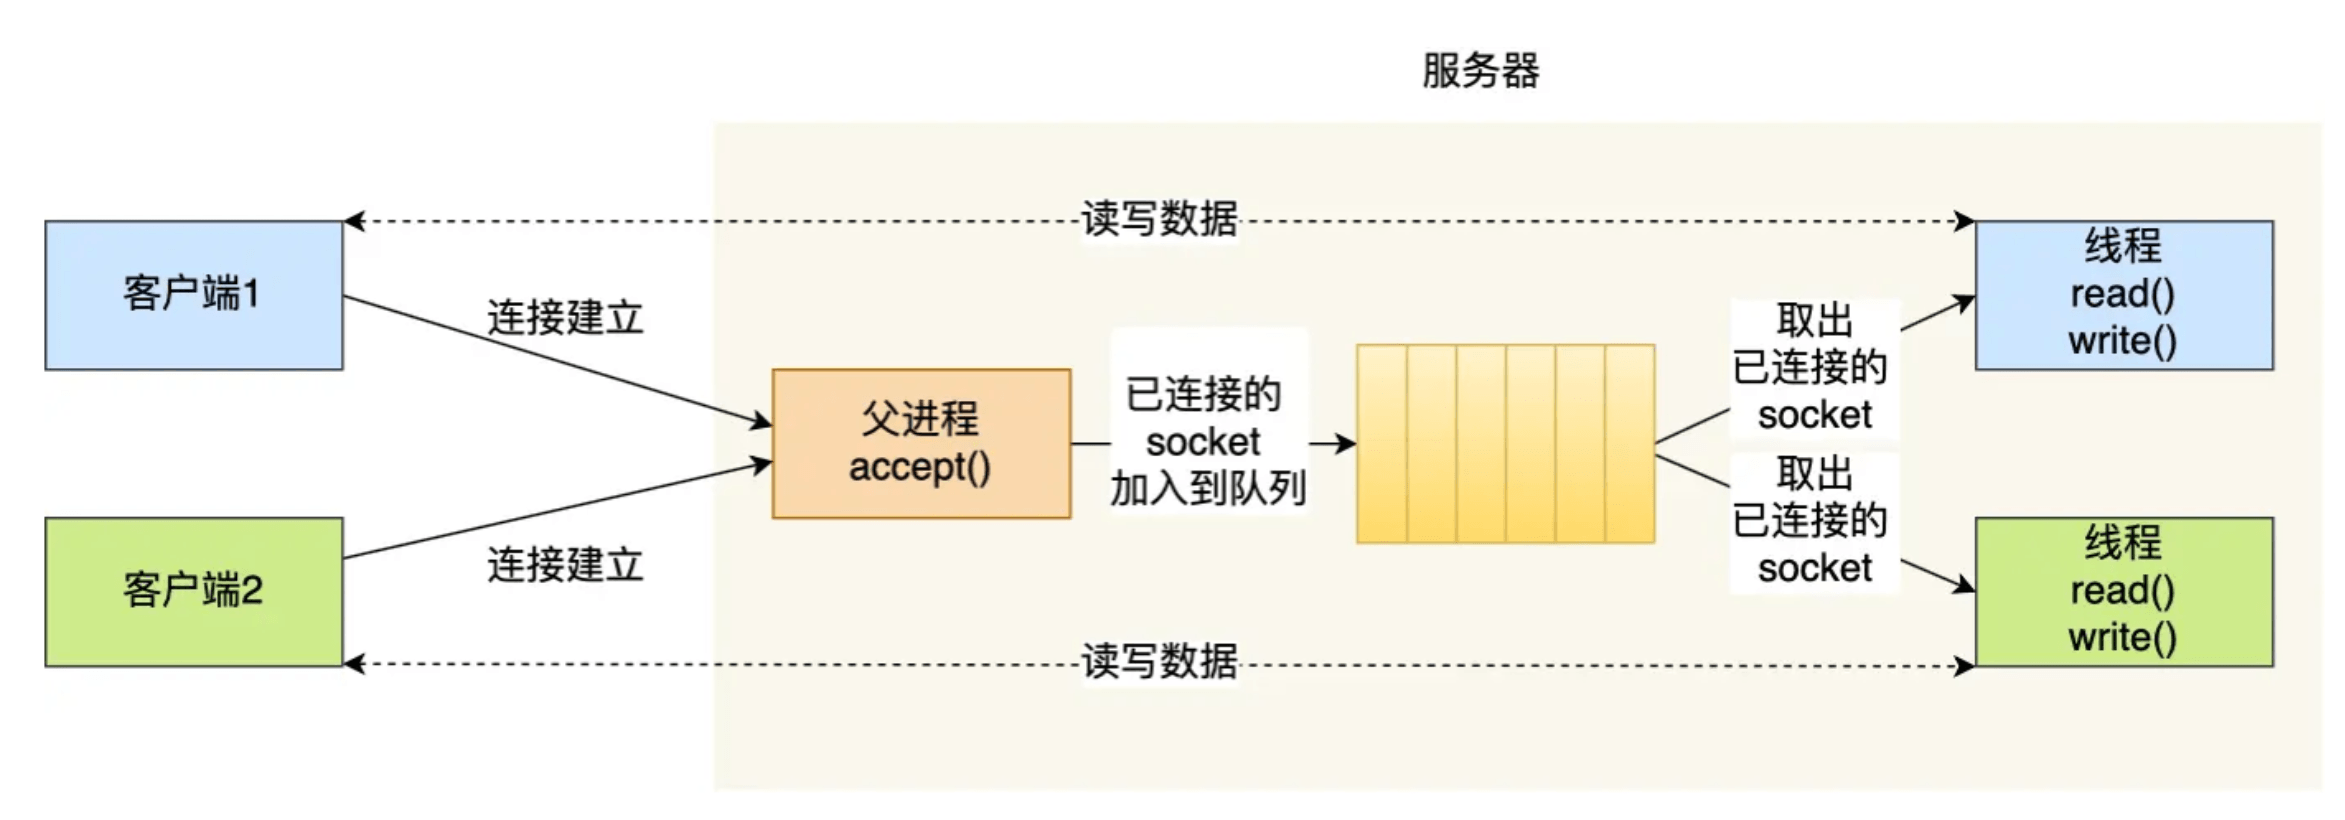 服务器
读写数据
客户端1
连接建立
父进程
accept()
已连接的
socket
加入到队列
取出
已连接的
socket
线程
read()
write()
客户端2
连接建立
取出
已连接的
socket
线程
read()
write()
读写数据